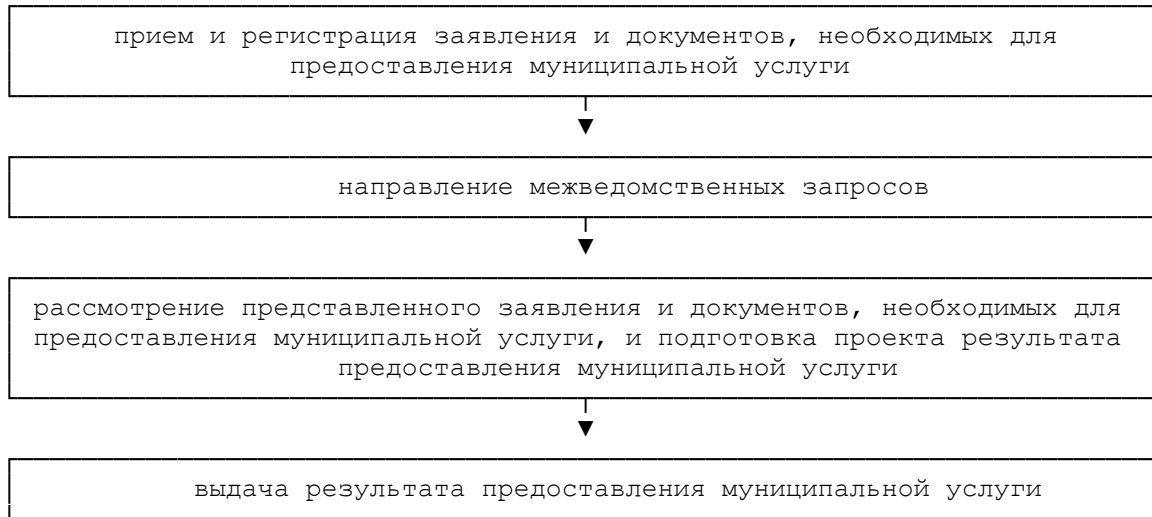 прием и регистрация заявления и документов, необходимых для
предоставления муниципальной услуги
направление межведомственных запросов
рассмотрение представленного заявления и документов, необходимых для
предоставления муниципальной услуги, и подготовка проекта результата
предоставления муниципальной услуги
выдача результата предоставления муниципальной услуги